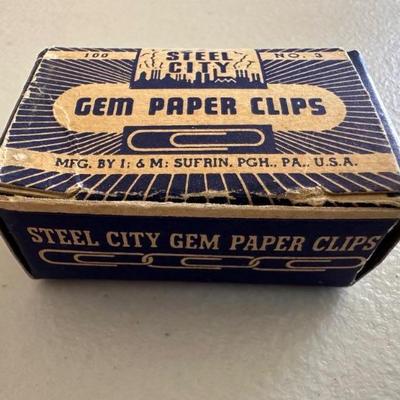 100 STEEL CITY NO. 3
GEM PAPER CLIPS
MFG. BY I. & M. SUFRIN. PGH., PA., U.S.A.
STEEL CITY GEM PAPER CLIPS